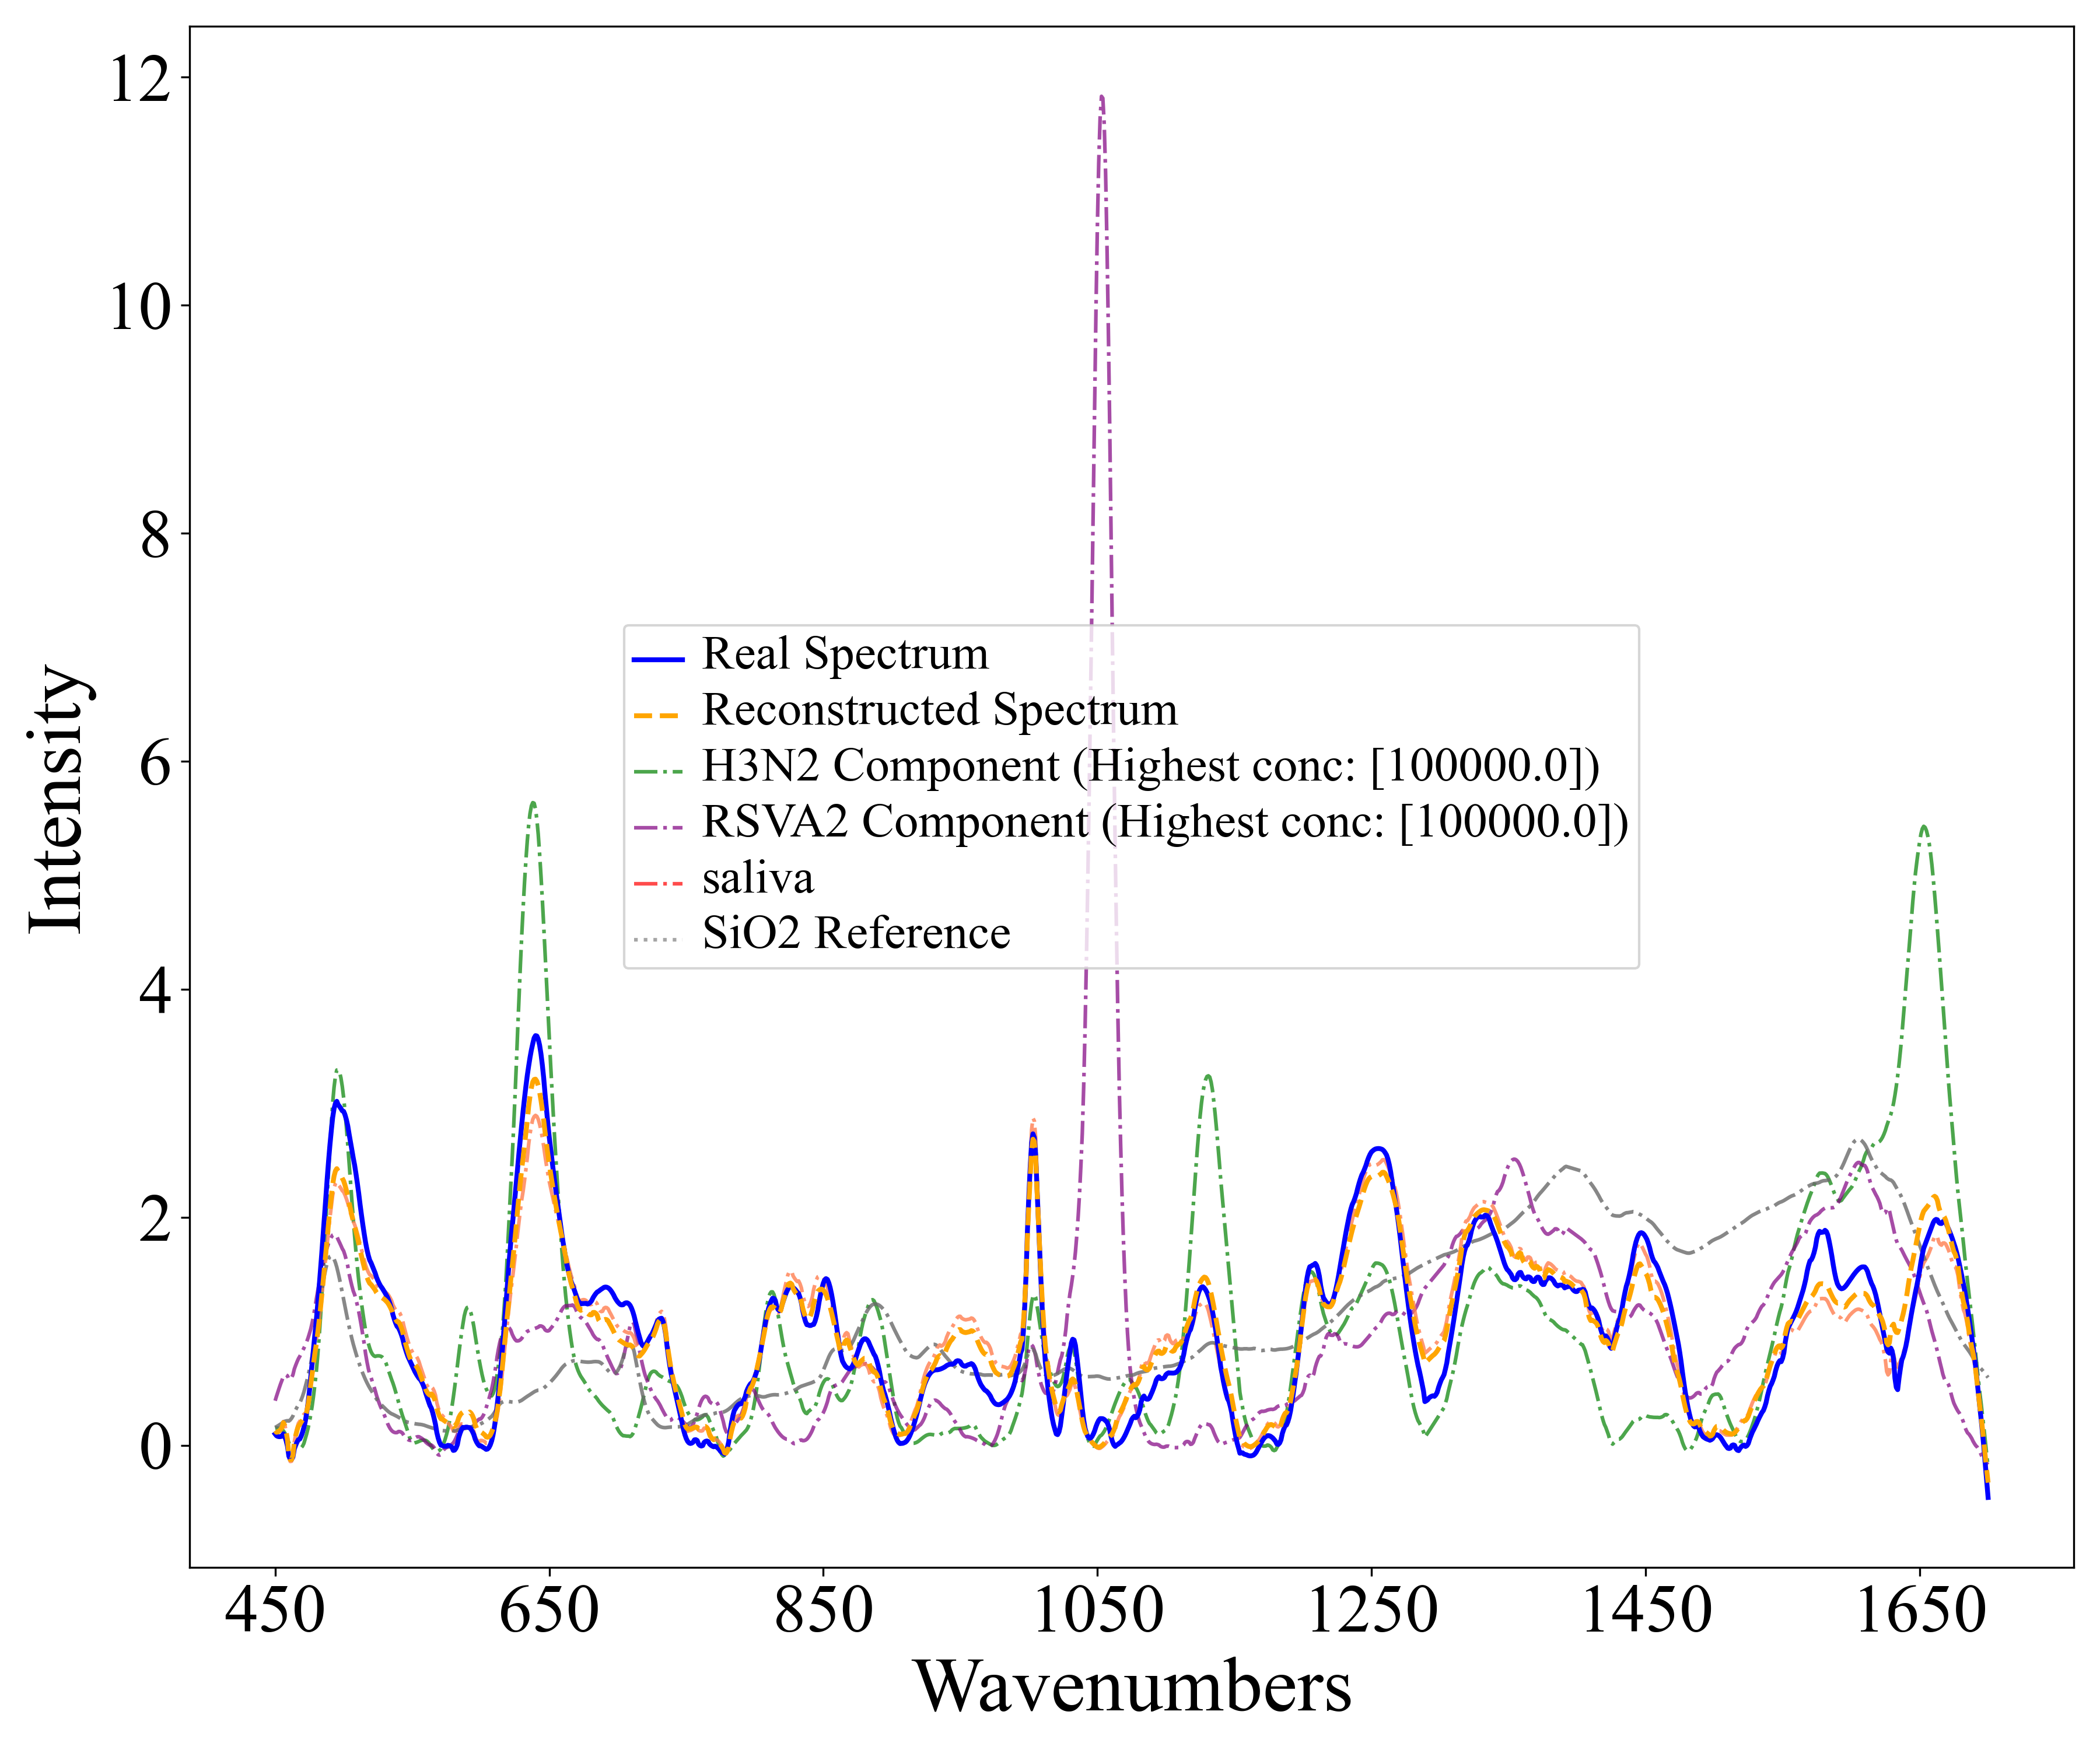 12
10
8
6
4
2
0
Intensity
Real Spectrum
Reconstructed Spectrum
H3N2 Component (Highest conc: [100000.0])
RSVA2 Component (Highest conc: [100000.0])
saliva
SiO2 Reference
450 650 850 1050 1250 1450 1650
Wavenumbers